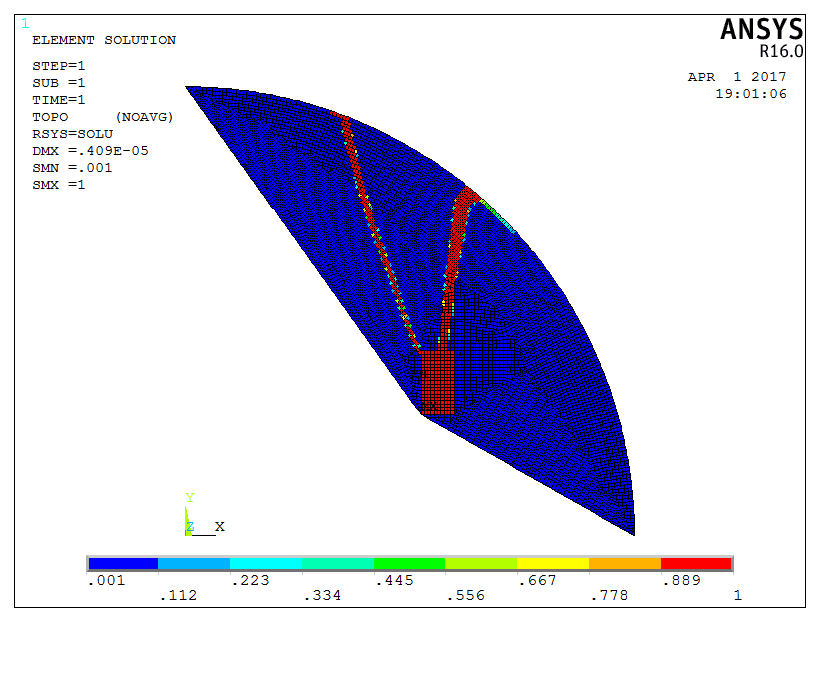 1
ANSYS
R16.0
ELEMENT SOLUTION
STEP=1
SUB =1
TIME=1
TOPO     (NOAVG)
RSYS=SOLU
DMX =.409E-05
SMN =.001
SMX =1
APR  1 2017
19:01:06
Y
Z X
.001 .223 .445 .667 .889
.112 .334 .556 .778 1